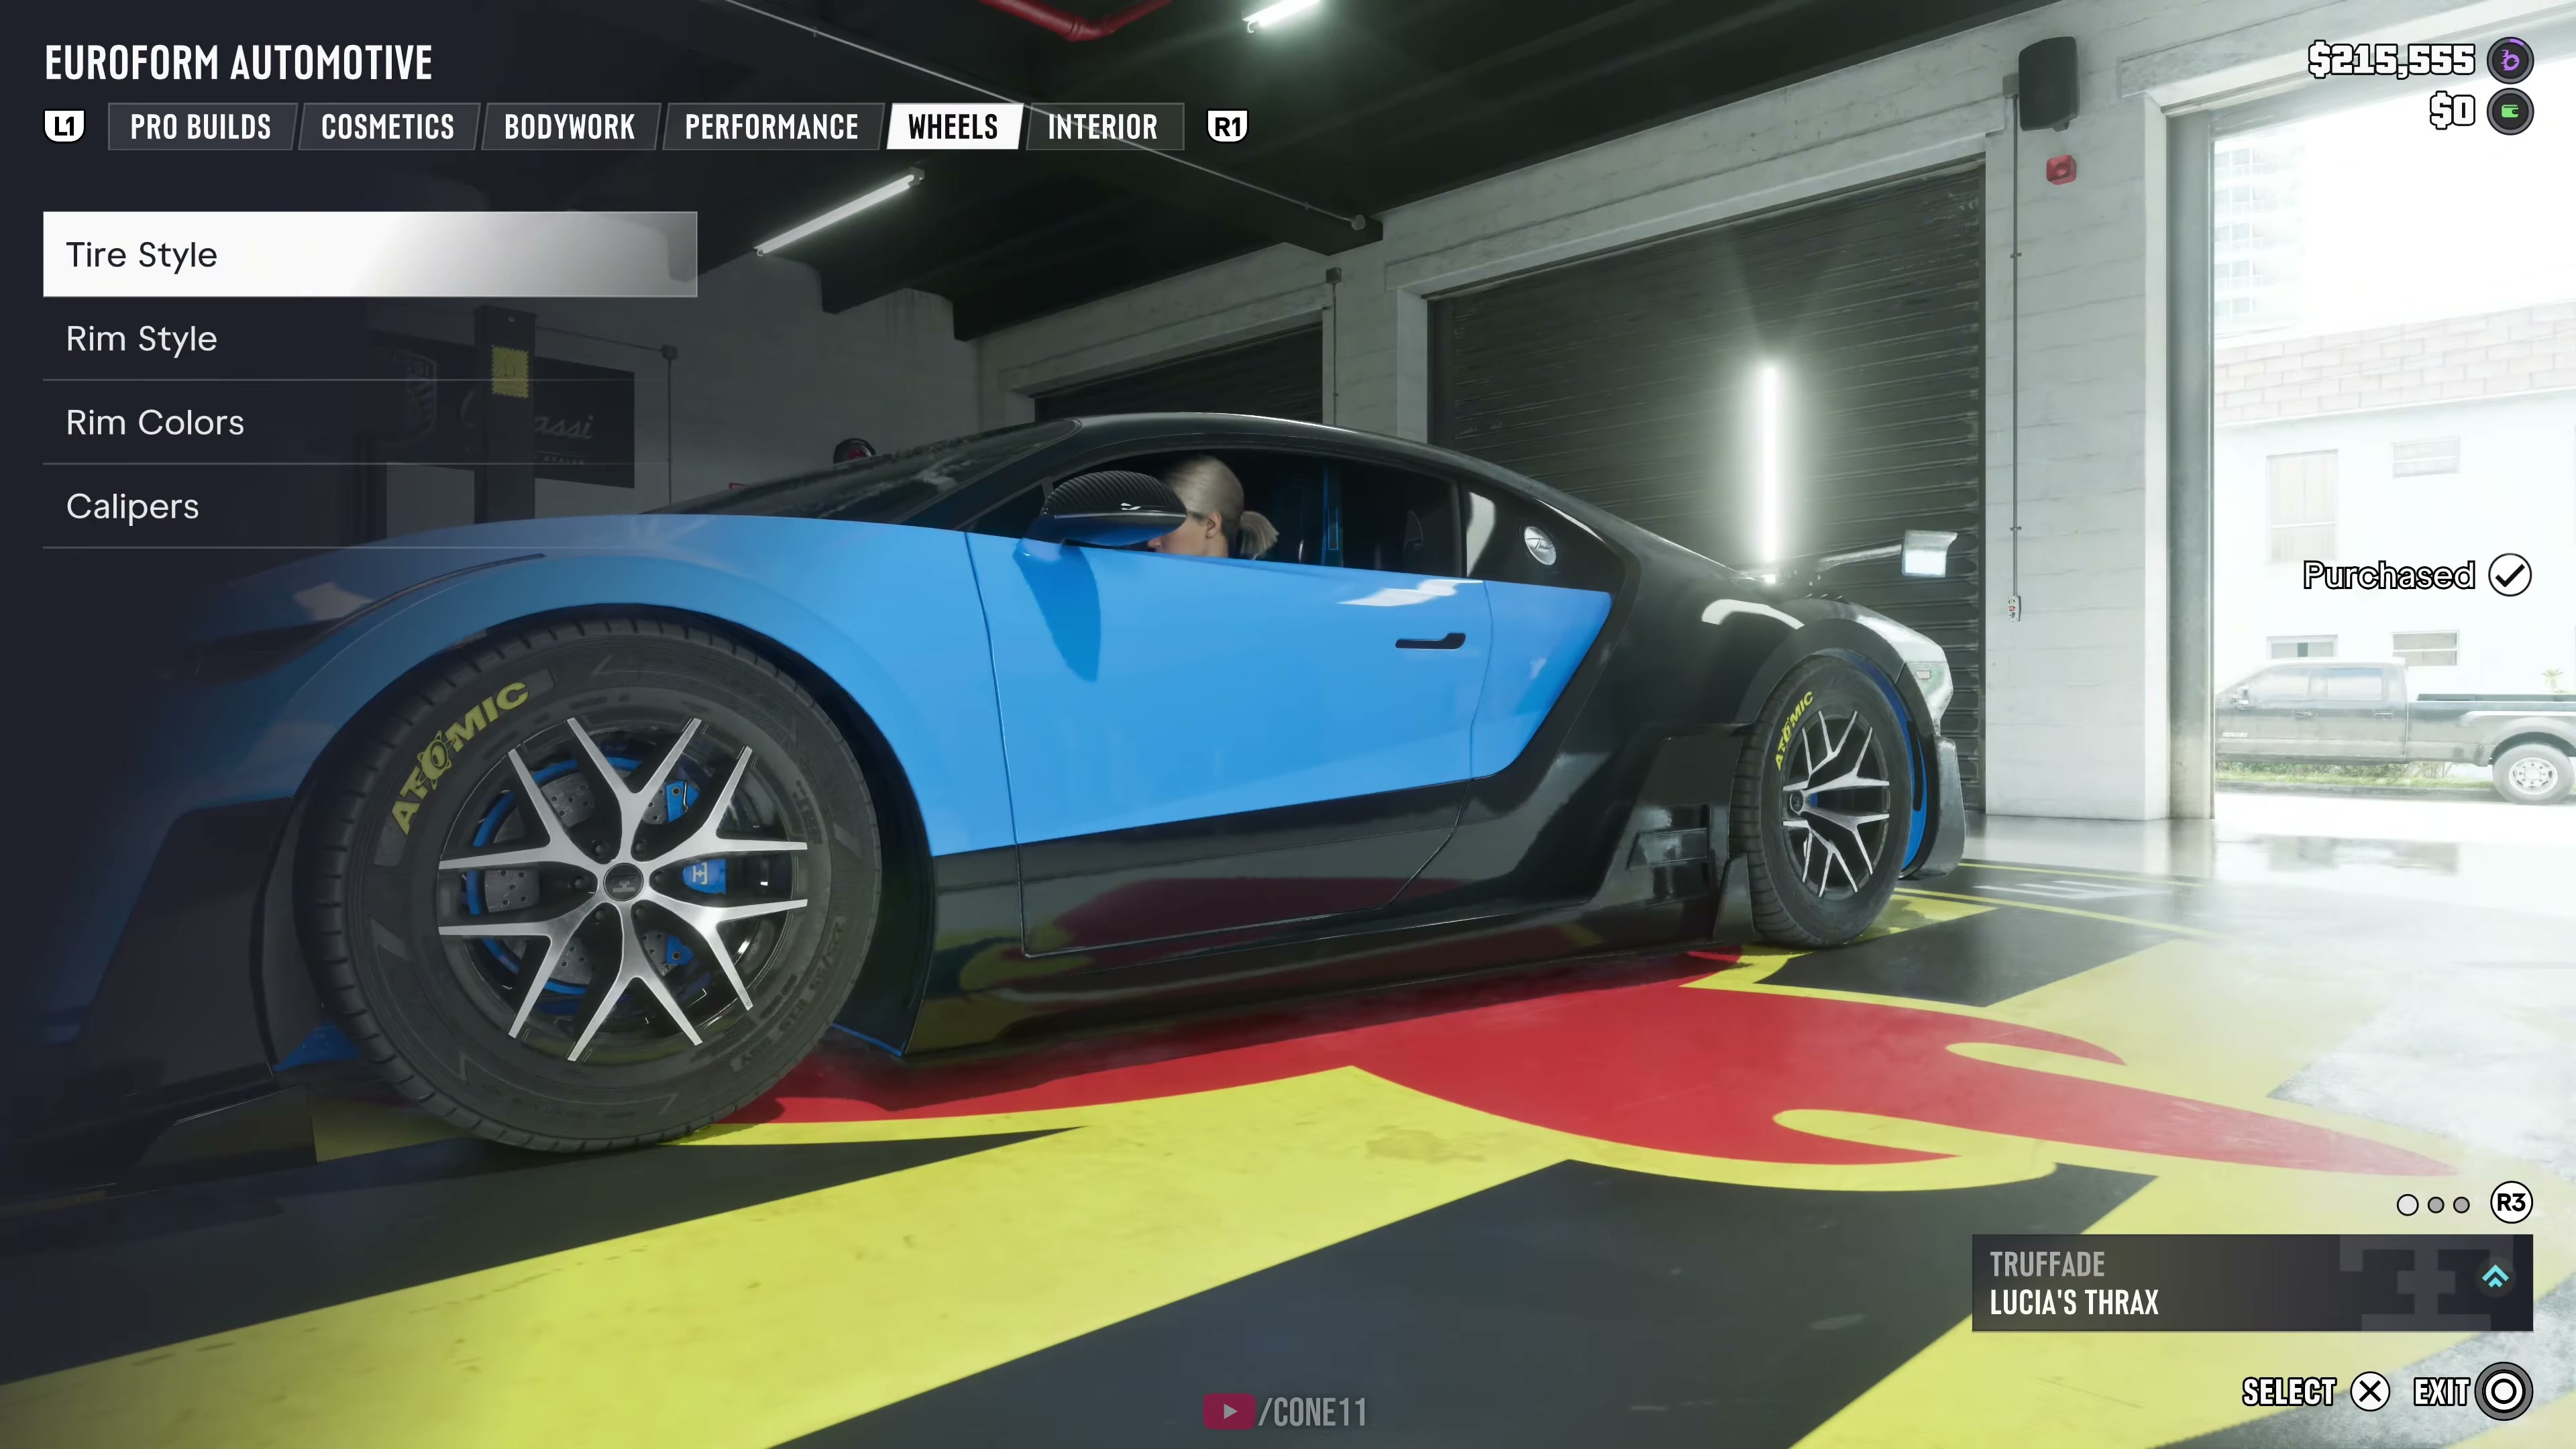 EUROFORM AUTOMOTIVE
$215,555
$0
L1 PRO BUILDS COSMETICS BODYWORK PERFORMANCE WHEELS INTERIOR R1
Tire Style
Rim Style
Rim Colors
Calipers
Purchased
ATOMIC
ATOMIC
R3
TRUFFADE
LUCIA'S THRAX
SELECT EXIT
/CONE11